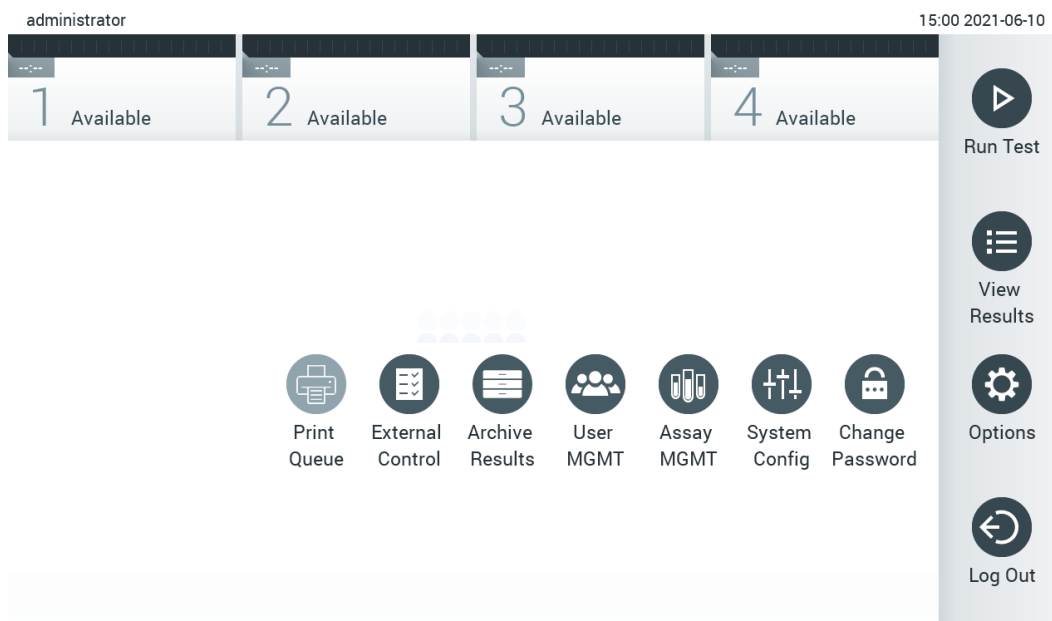 administrator
15:00 2021-06-10
--:--
--:--
--:--
--:--
1 Available
2 Available
3 Available
4 Available
Run Test
View
Results
Print
Queue
External
Control
Archive
Results
User
MGMT
Assay
MGMT
System
Config
Change
Password
Options
Log Out